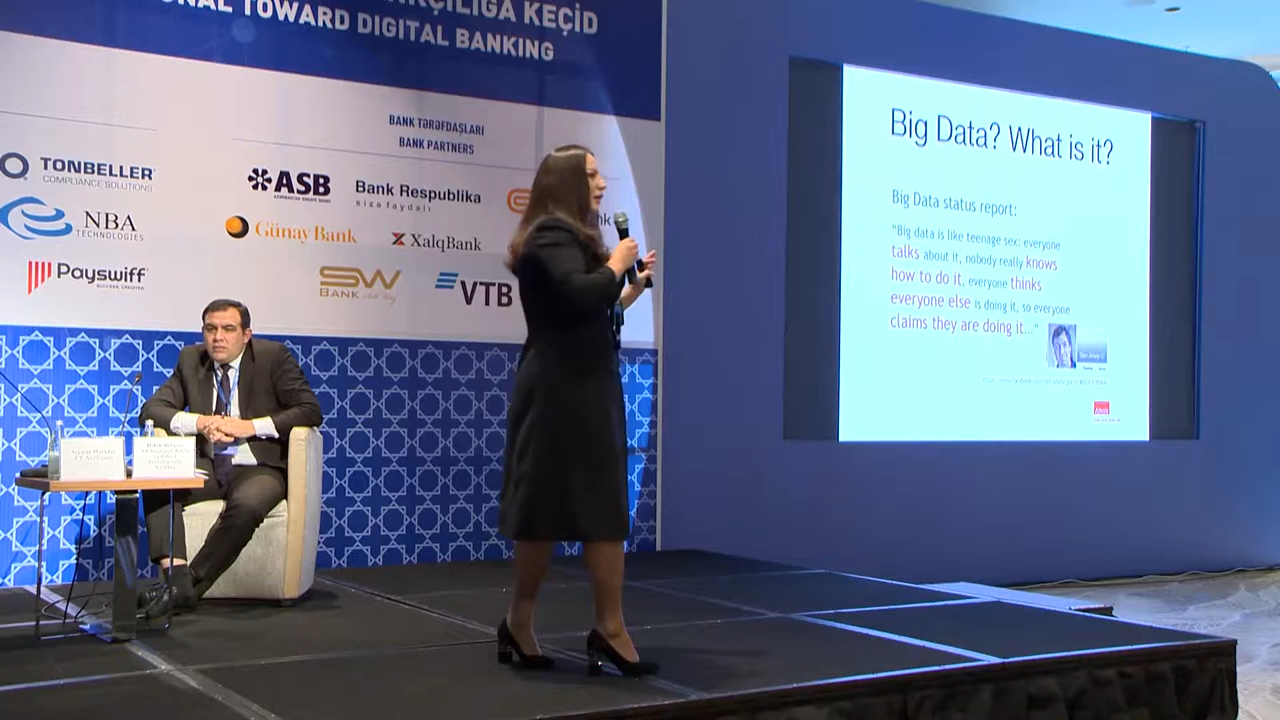 KEÇİD
TOWARD DIGITAL BANKING
BANK TƏRƏFDAŞLARI
BANK PARTNERS
TONBELLER
COMPLIANCE SOLUTIONS
ASB
Bank Respublika
sizə faydalı
NBA
TECHNOLOGIES
Günay Bank
XalqBank
Payswiff
SW
BANK
VTB
Big Data? What is it?
Big Data status report:
"Big data is like teenage sex: everyone
talks about it, nobody really knows
how to do it, everyone thinks
everyone else is doing it, so everyone
claims they are doing it..."